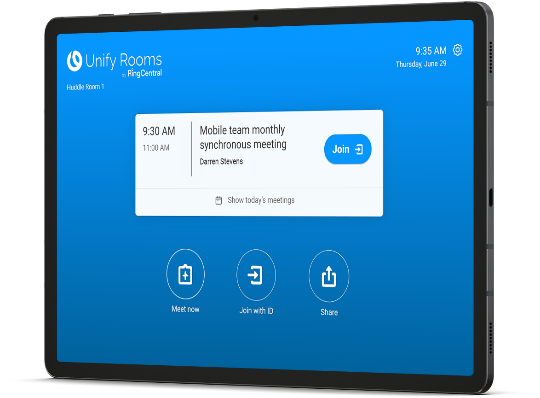 Unify Rooms
by RingCentral
Huddle Room 1
9:35 AM
Thursday, June 29
9:30 AM
11:00 AM
Mobile team monthly
synchronous meeting
Darren Stevens
Join
Show today's meetings
Meet now
Join with ID
Share